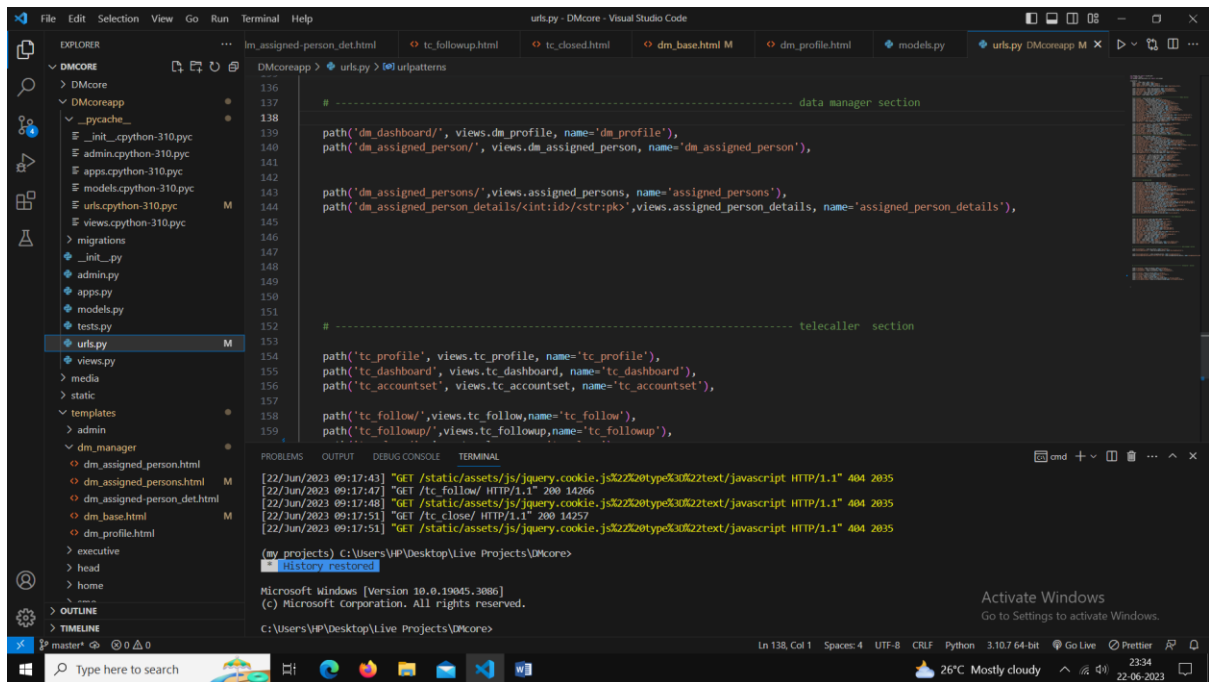 File Edit Selection View Go Run Terminal Help
urls.py - DMcore - Visual Studio Code
EXPLORER
DMCORE
DMcore
DMcoreapp
__pycache__
__init__.cpython-310.pyc
admin.cpython-310.pyc
apps.cpython-310.pyc
models.cpython-310.pyc
urls.cpython-310.pyc M
views.cpython-310.pyc
migrations
__init__.py
admin.py
apps.py
models.py
tests.py
urls.py M
views.py
media
static
templates
admin
dm_manager
dm_assigned_person.html
dm_assigned_persons.html M
dm_assigned-person_det.html
dm_base.html M
dm_profile.html
executive
head
home
OUTLINE
TIMELINE
dm_assigned-person_det.html tc_followup.html tc_closed.html dm_base.html M dm_profile.html models.py urls.py DMcoreapp M
DMcoreapp > urls.py > urlpatterns
136
137 # ---------------------------------------------------------------------------- data manager section
138
139 path('dm_dashboard/', views.dm_profile, name='dm_profile'),
140 path('dm_assigned_person/', views.dm_assigned_person, name='dm_assigned_person'),
141
142
143 path('dm_assigned_persons/',views.assigned_persons, name='assigned_persons'),
144 path('dm_assigned_person_details/<int:id>/<str:pk>',views.assigned_person_details, name='assigned_person_details'),
145
146
147
148
149
150
151
152 # ---------------------------------------------------------------------------- telecaller  section
153
154 path('tc_profile', views.tc_profile, name='tc_profile'),
155 path('tc_dashboard', views.tc_dashboard, name='tc_dashboard'),
156 path('tc_accountset', views.tc_accountset, name='tc_accountset'),
157
158 path('tc_follow/',views.tc_follow,name='tc_follow'),
159 path('tc_followup/',views.tc_followup,name='tc_followup'),
PROBLEMS OUTPUT DEBUG CONSOLE TERMINAL
cmd
[22/Jun/2023 09:17:43] "GET /static/assets/js/jquery.cookie.js%22%20type%3D%22text/javascript HTTP/1.1" 404 2035
[22/Jun/2023 09:17:47] "GET /tc_follow/ HTTP/1.1" 200 14266
[22/Jun/2023 09:17:48] "GET /static/assets/js/jquery.cookie.js%22%20type%3D%22text/javascript HTTP/1.1" 404 2035
[22/Jun/2023 09:17:51] "GET /tc_close/ HTTP/1.1" 200 14257
[22/Jun/2023 09:17:51] "GET /static/assets/js/jquery.cookie.js%22%20type%3D%22text/javascript HTTP/1.1" 404 2035
(my projects) C:\Users\HP\Desktop\Live Projects\DMcore>
* History restored
Microsoft Windows [Version 10.0.19045.3086]
(c) Microsoft Corporation. All rights reserved.
C:\Users\HP\Desktop\Live Projects\DMcore>
Activate Windows
Go to Settings to activate Windows.
master* 0 0 Ln 138, Col 1 Spaces: 4 UTF-8 CRLF Python 3.10.7 64-bit Go Live Prettier
Type here to search
26°C Mostly cloudy
23:34
22-06-2023